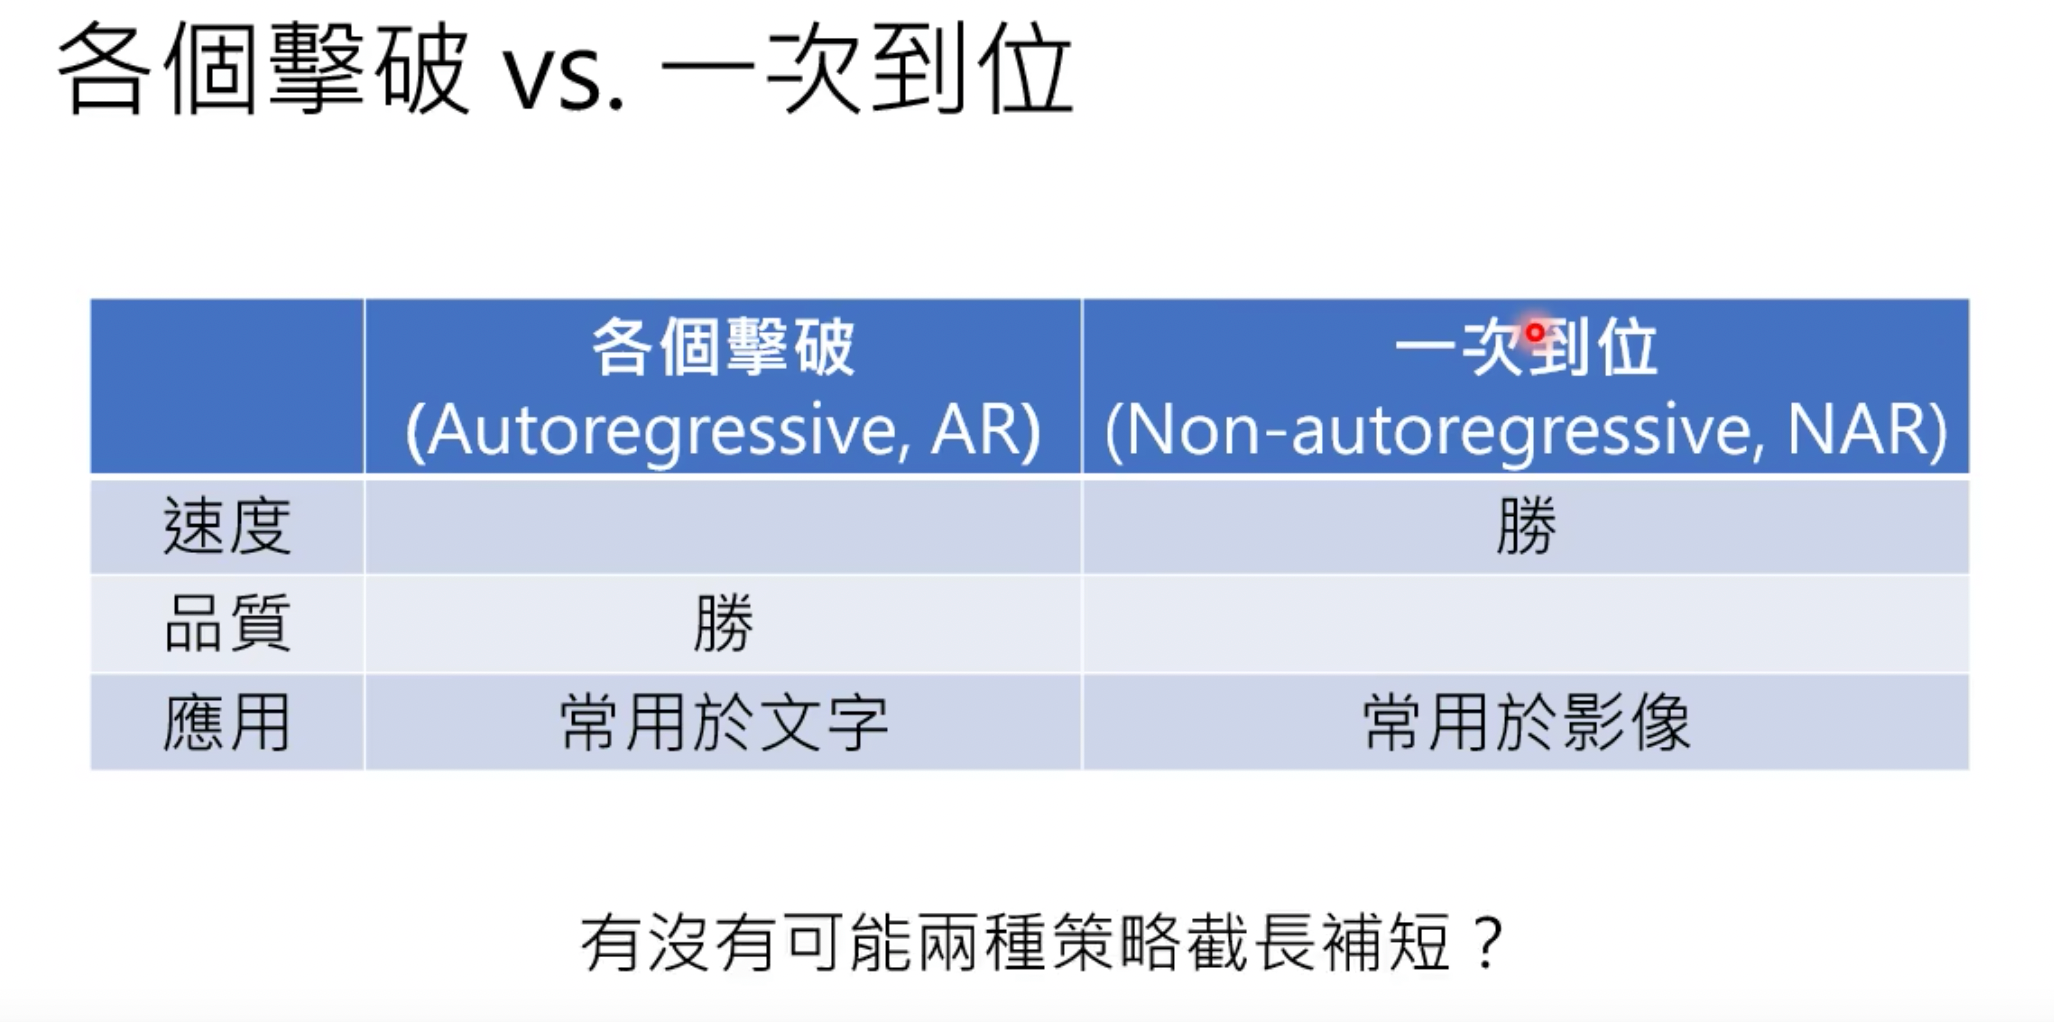 各個擊破 vs. 一次到位
各個擊破
(Autoregressive, AR)
一次到位
(Non-autoregressive, NAR)
速度
勝
品質
勝
應用
常用於文字
常用於影像
有沒有可能兩種策略截長補短？